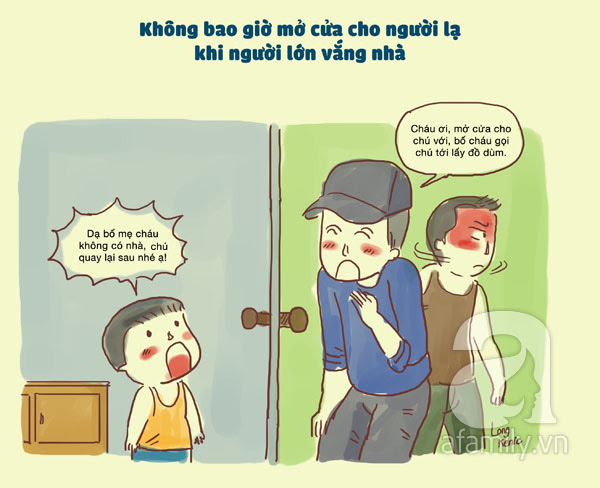 Không bao giờ mở cửa cho người lạ
khi người lớn vắng nhà
Cháu ơi, mở cửa cho
chú với, bố cháu gọi
chú tới lấy đồ dùm.
Dạ bố mẹ cháu
không có nhà, chú
quay lại sau nhé ạ!
a
afamily.vn
Long